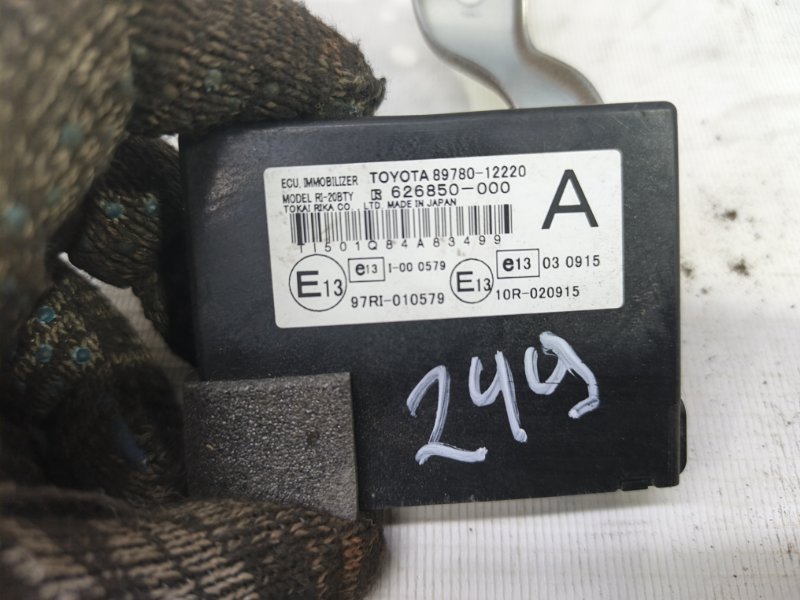 ECU, IMMOBILIZER TOYOTA 89780-12220
MODEL RI-20BTY 626850-000
TOKAI RIKA CO., LTD. MADE IN JAPAN
A
11501Q84A83499
E13 e13 I-00 0579 E13 e13 03 0915
97RI-010579 10R-020915
249